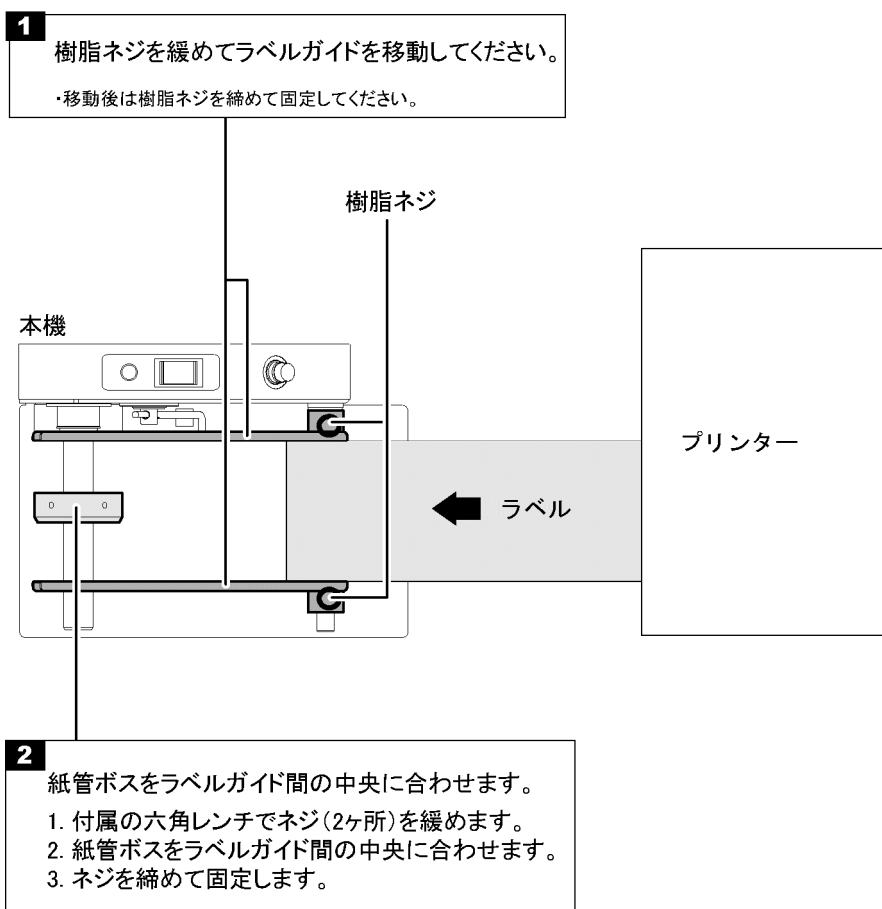 1
樹脂ネジを緩めてラベルガイドを移動してください。
・移動後は樹脂ネジを締めて固定してください。
樹脂ネジ
本機
プリンター
ラベル
2
紙管ボスをラベルガイド間の中央に合わせます。
1. 付属の六角レンチでネジ（2ヶ所）を緩めます。
2. 紙管ボスをラベルガイド間の中央に合わせます。
3. ネジを締めて固定します。